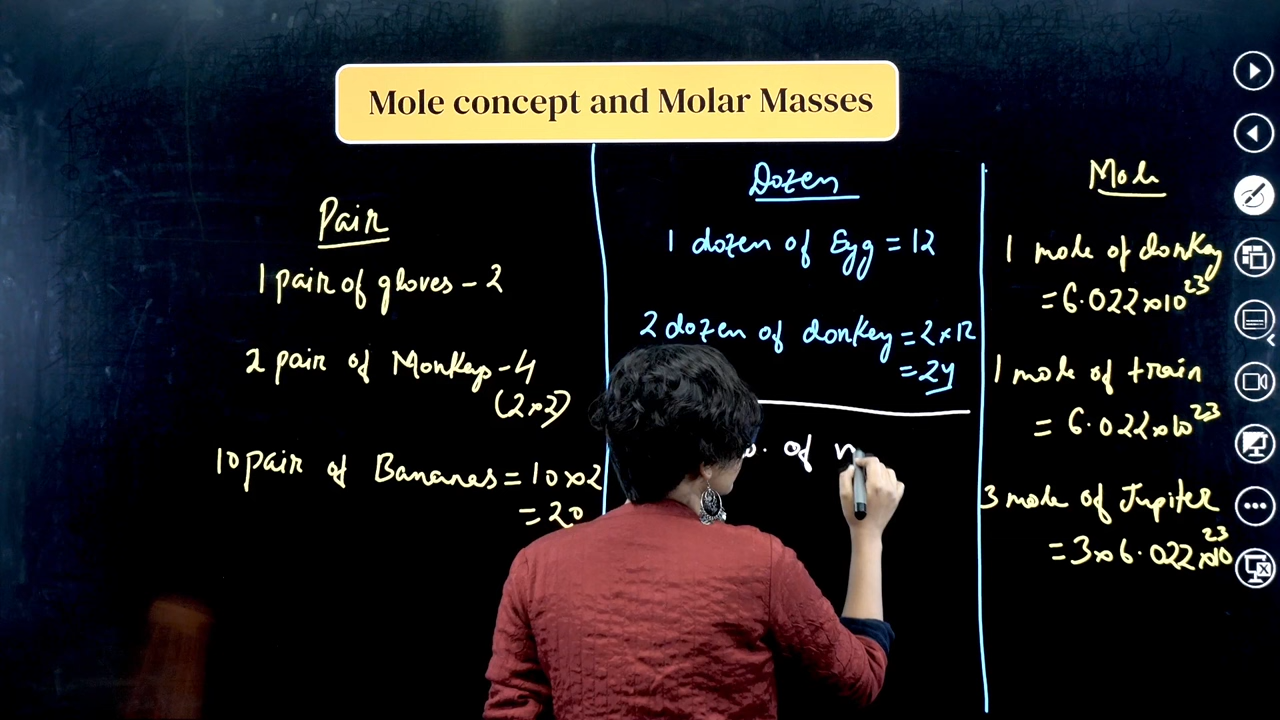 Mole concept and Molar Masses
Pair
1 pair of gloves - 2
2 pair of Monkeys - 4
(2×2)
10 pair of Bananas = 10×2
= 20
Dozen
1 dozen of Egg = 12
2 dozen of donkey = 2×12
= 24
of
Mole
1 mole of donkey
= 6.022×10²³
1 mole of train
= 6.022×10²³
3 mole of Jupiter
= 3×6.022×10²³